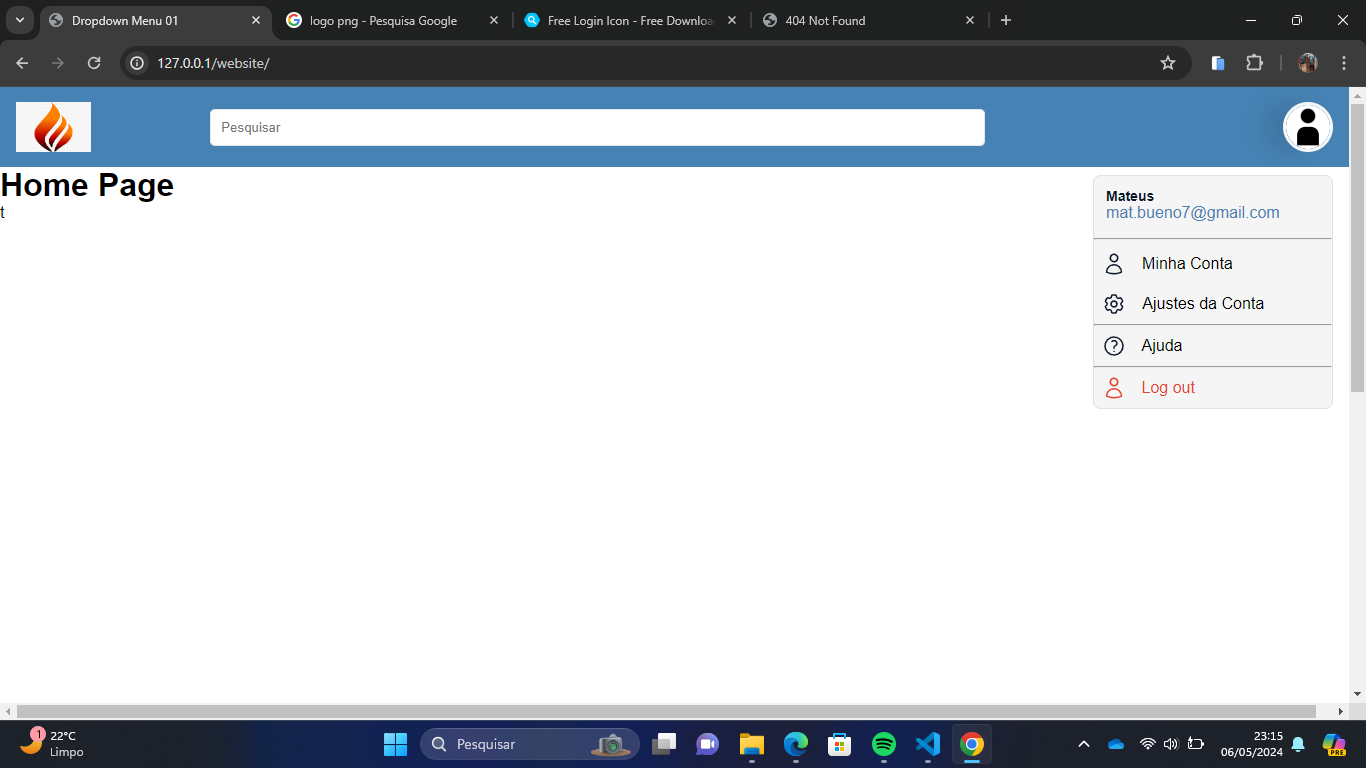 Dropdown Menu 01
logo png - Pesquisa Google
Free Login Icon - Free Downloa
404 Not Found
127.0.0.1/website/
Pesquisar
Home Page
t
Mateus
mat.bueno7@gmail.com
Minha Conta
Ajustes da Conta
Ajuda
Log out
1
22°C
Limpo
Pesquisar
23:15
06/05/2024
PRE